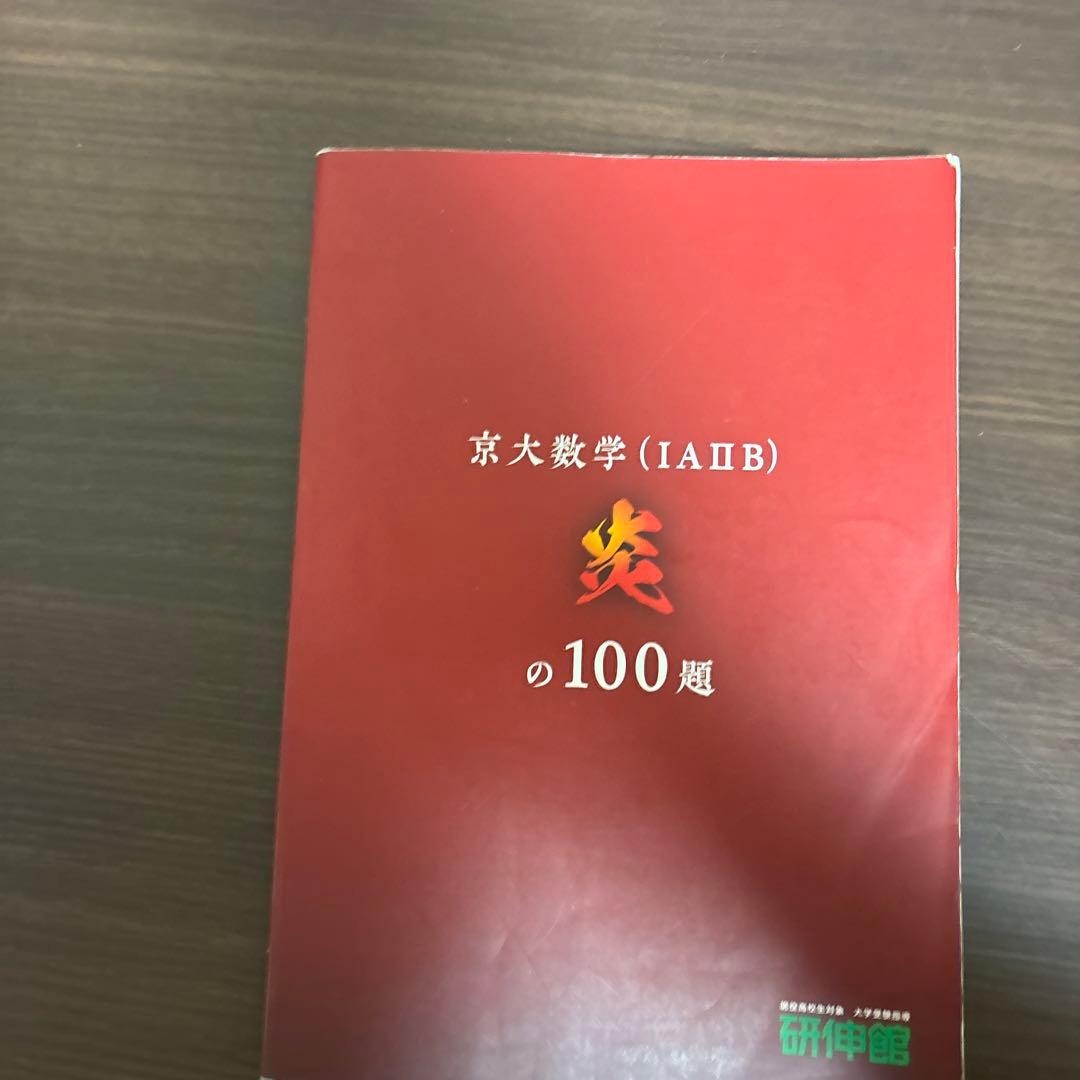 京大数学(IAⅡB)
炎
の100題
現役高校生対象 大学受験指導
研伸館